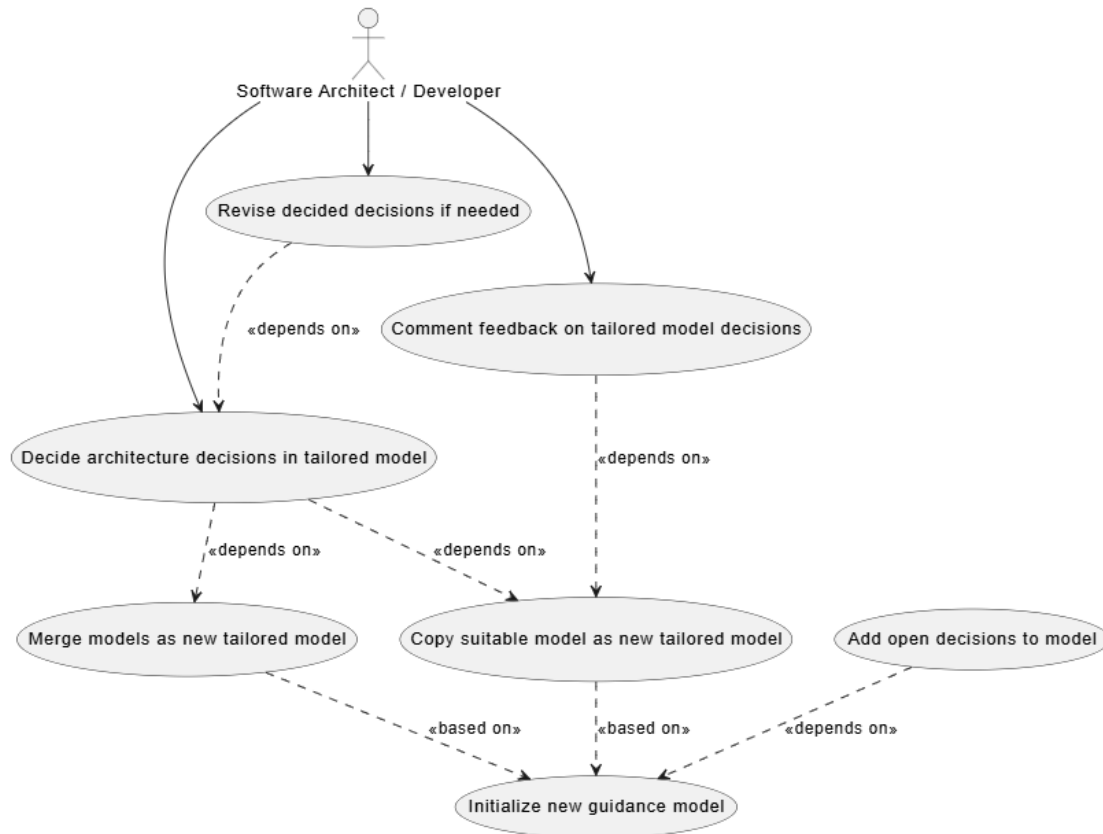 Software Architect / Developer
Revise decided decisions if needed
«depends on»
Comment feedback on tailored model decisions
Decide architecture decisions in tailored model
«depends on»
«depends on»
«depends on»
Merge models as new tailored model
Copy suitable model as new tailored model
Add open decisions to model
«based on»
«based on»
«depends on»
Initialize new guidance model